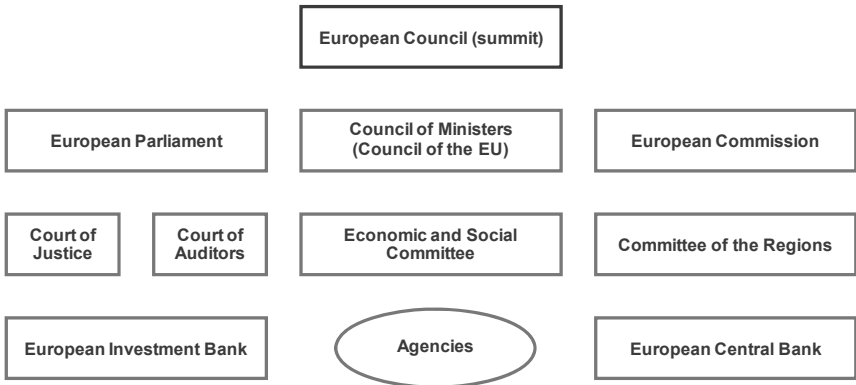 European Council (summit)
European Parliament
Council of Ministers
(Council of the EU)
European Commission
Court of
Justice
Court of
Auditors
Economic and Social
Committee
Committee of the Regions
European Investment Bank
Agencies
European Central Bank